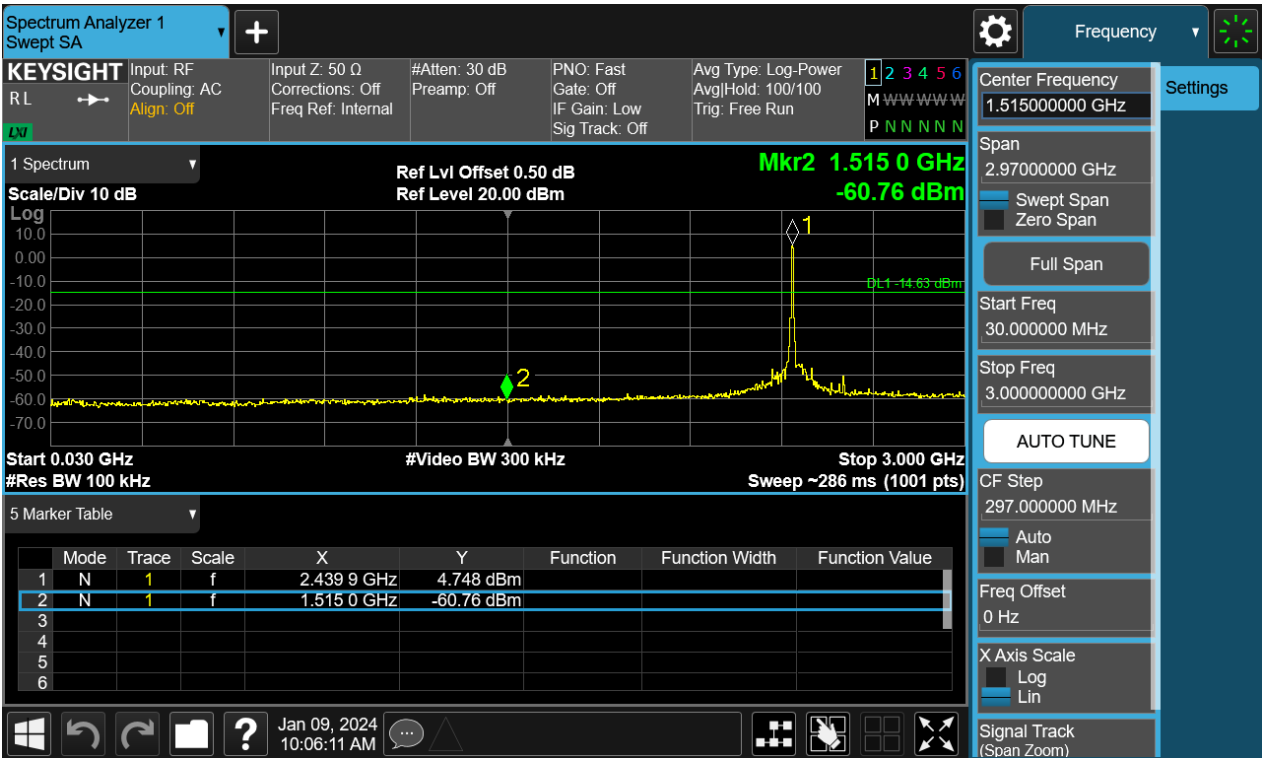 Spectrum Analyzer 1
Swept SA
Frequency
KEYSIGHT
R L
LXI
Input: RF
Coupling: AC
Align: Off
Input Z: 50 Ω
Corrections: Off
Freq Ref: Internal
#Atten: 30 dB
Preamp: Off
PNO: Fast
Gate: Off
IF Gain: Low
Sig Track: Off
Avg Type: Log-Power
Avg|Hold: 100/100
Trig: Free Run
1 2 3 4 5 6
M W W W W W
P N N N N N
1 Spectrum
Scale/Div 10 dB
Ref Lvl Offset 0.50 dB
Ref Level 20.00 dBm
Mkr2 1.515 0 GHz
-60.76 dBm
Log
10.0
0.00
-10.0
-20.0
-30.0
-40.0
-50.0
-60.0
-70.0
1
DL1 -14.63 dBm
2
Start 0.030 GHz
#Res BW 100 kHz
#Video BW 300 kHz
Stop 3.000 GHz
Sweep ~286 ms (1001 pts)
5 Marker Table
Mode Trace Scale X Y Function Function Width Function Value
1 N 1 f 2.439 9 GHz 4.748 dBm
2 N 1 f 1.515 0 GHz -60.76 dBm
3
4
5
6
Jan 09, 2024
10:06:11 AM
Center Frequency
1.515000000 GHz
Settings
Span
2.97000000 GHz
Swept Span
Zero Span
Full Span
Start Freq
30.000000 MHz
Stop Freq
3.000000000 GHz
AUTO TUNE
CF Step
297.000000 MHz
Auto
Man
Freq Offset
0 Hz
X Axis Scale
Log
Lin
Signal Track
(Span Zoom)